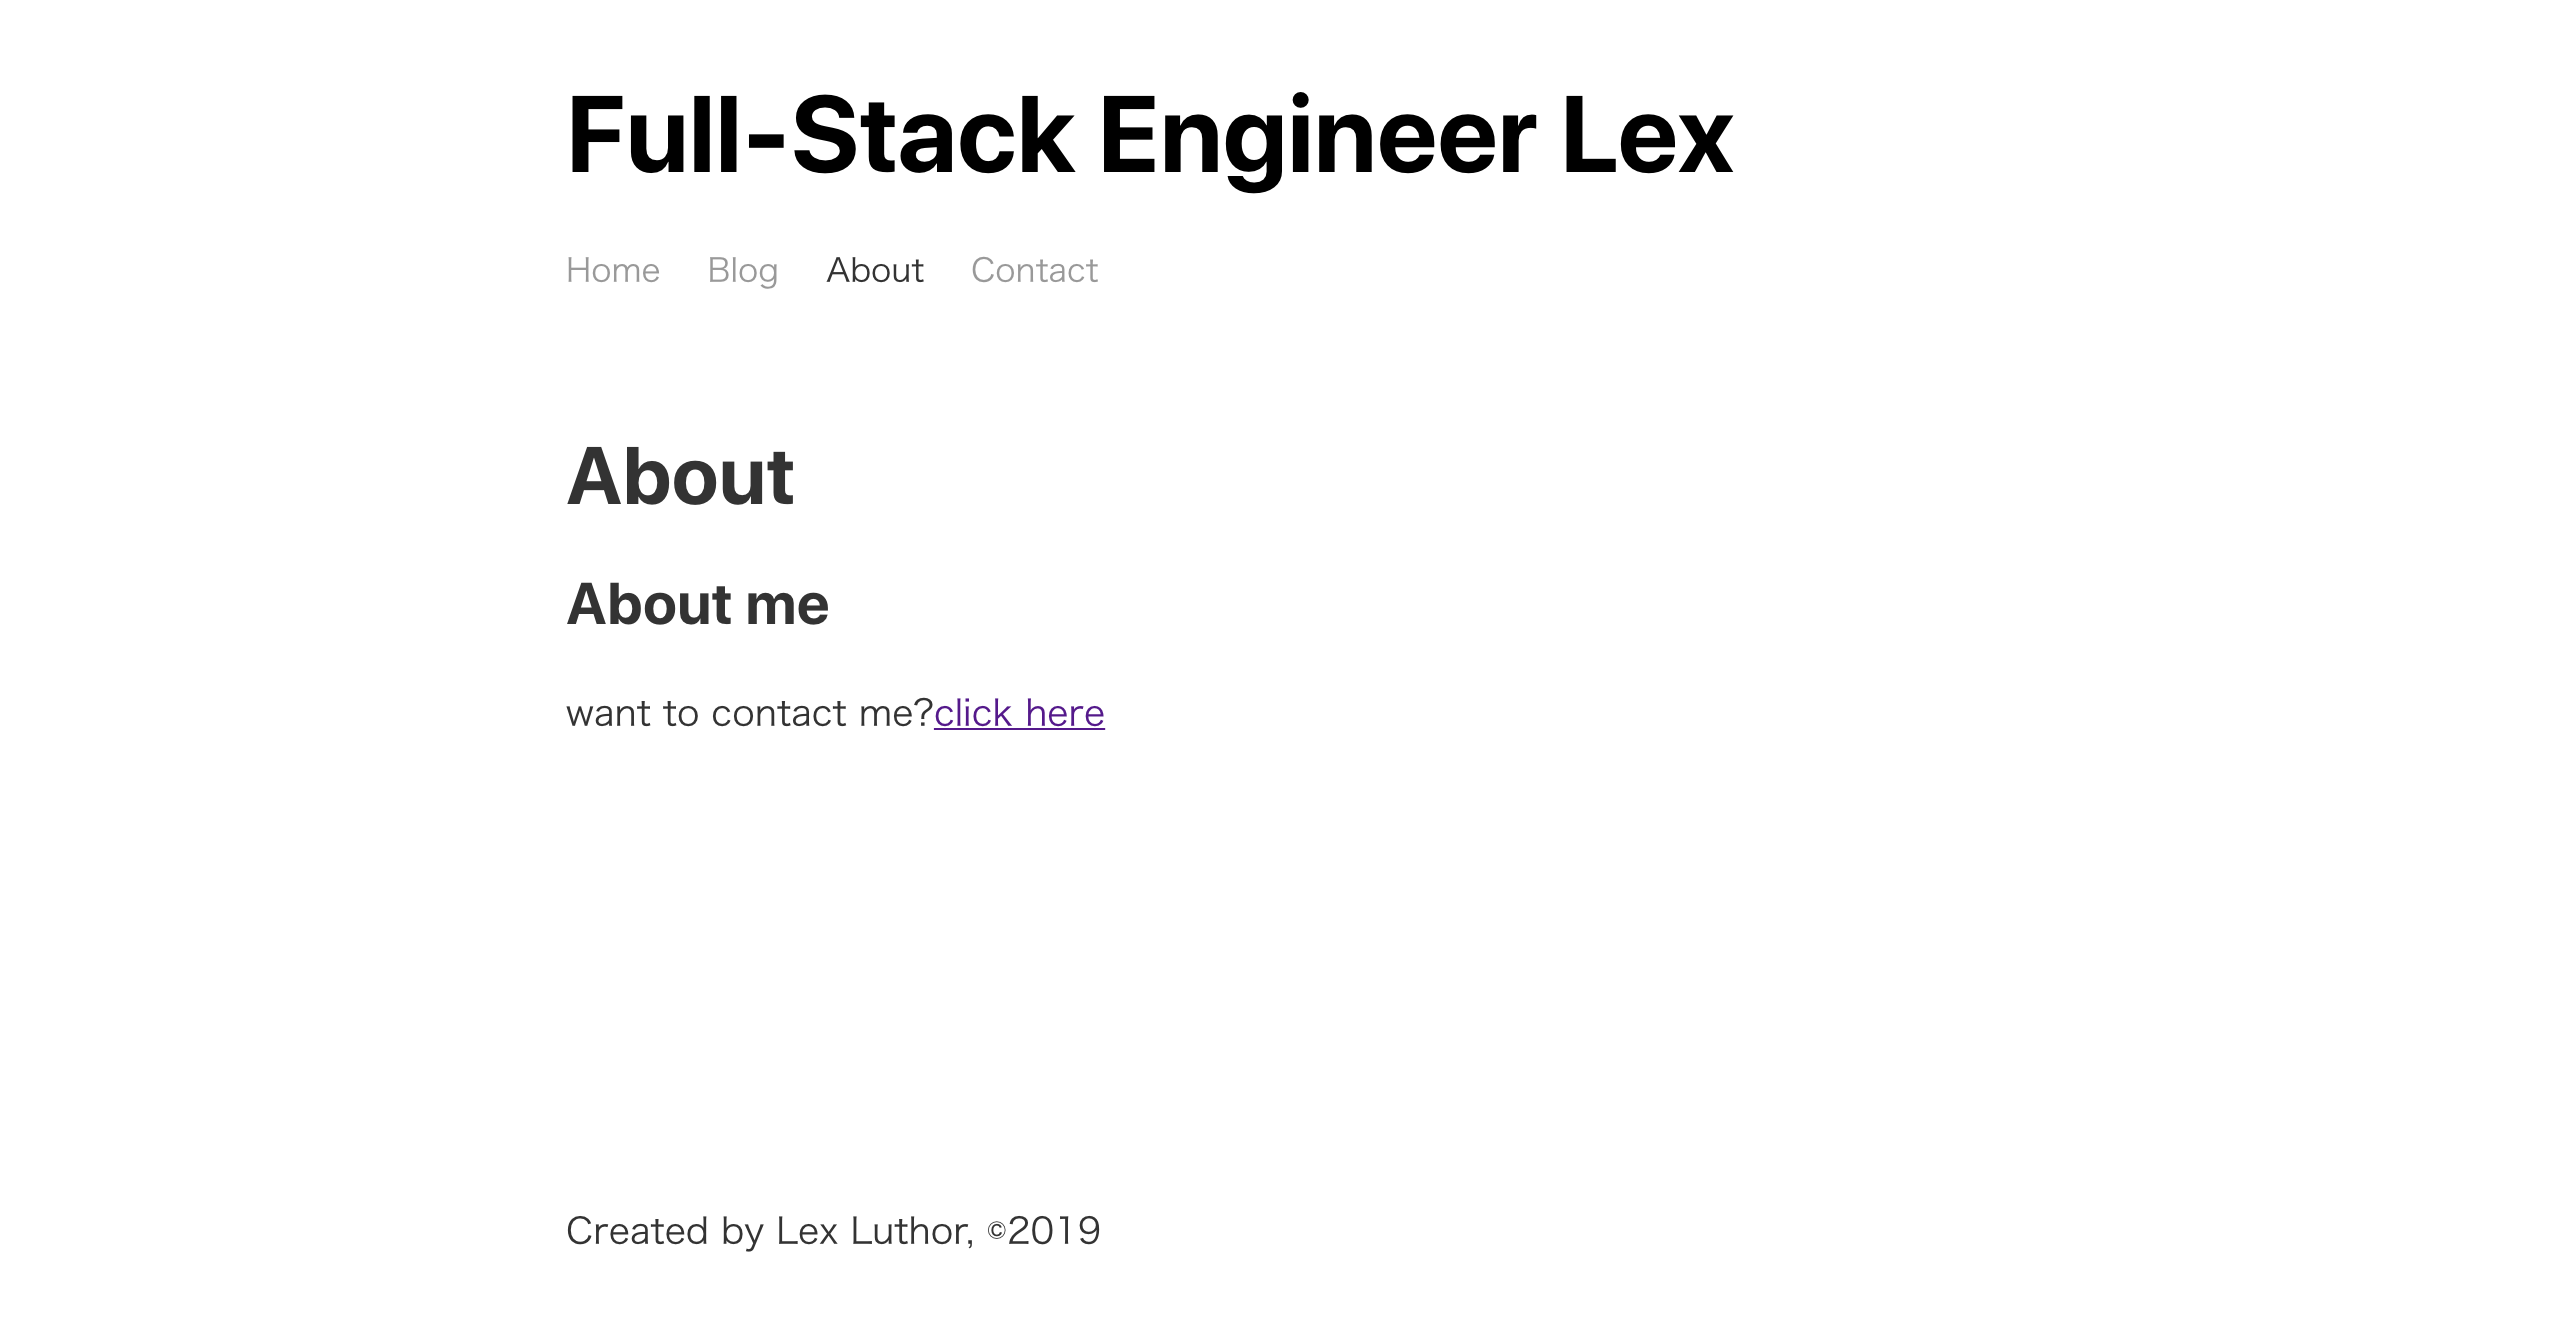 Full-Stack Engineer Lex
Home Blog About Contact
About
About me
want to contact me?click here
Created by Lex Luthor, ©2019